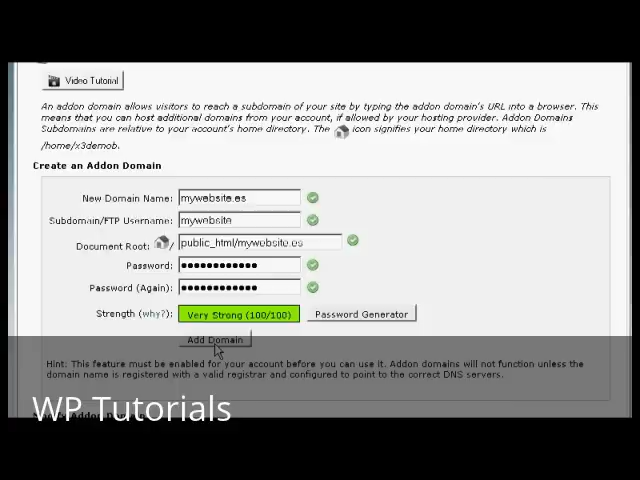 Video Tutorial
An addon domain allows visitors to reach a subdomain of your site by typing the addon domain's URL into a browser. This
means that you can host additional domains from your account, if allowed by your hosting provider. Addon Domains
Subdomains are relative to your account's home directory. The icon signifies your home directory which is
/home/x3demob.
Create an Addon Domain
New Domain Name: mywebsite.es
Subdomain/FTP Username: mywebsite
Document Root: / public_html/mywebsite.es
Password: ●●●●●●●●●●●●
Password (Again): ●●●●●●●●●●●●
Strength (why?): Very Strong (100/100) Password Generator
Add Domain
Hint: This feature must be enabled for your account before you can use it. Addon domains will not function unless the
domain name is registered with a valid registrar and configured to point to the correct DNS servers.
Addon
WP Tutorials